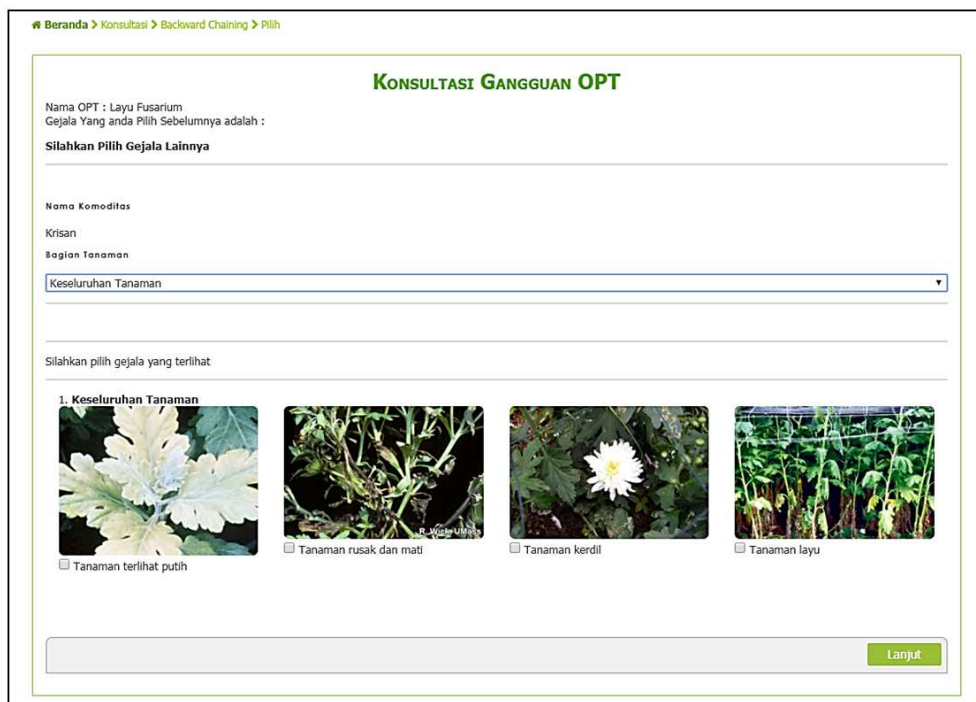 Beranda > Konsultasi > Backward Chaining > Pilih
KONSULTASI GANGGUAN OPT
Nama OPT : Layu Fusarium
Gejala Yang anda Pilih Sebelumnya adalah :
Silahkan Pilih Gejala Lainnya
Nama Komoditas
Krisan
Bagian Tanaman
Keseluruhan Tanaman
Silahkan pilih gejala yang terlihat
1. Keseluruhan Tanaman
R. Wick-UMass
Tanaman terlihat putih
Tanaman rusak dan mati
Tanaman kerdil
Tanaman layu
Lanjut